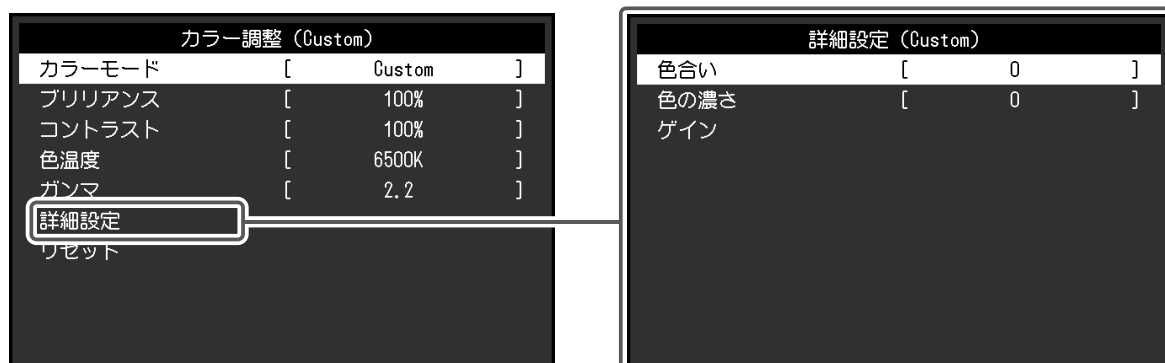 カラー調整 (Custom)
カラーモード [ Custom ]
ブリリアンス [ 100% ]
コントラスト [ 100% ]
色温度 [ 6500K ]
ガンマ [ 2.2 ]
詳細設定
リセット
詳細設定 (Custom)
色合い [ 0 ]
色の濃さ [ 0 ]
ゲイン